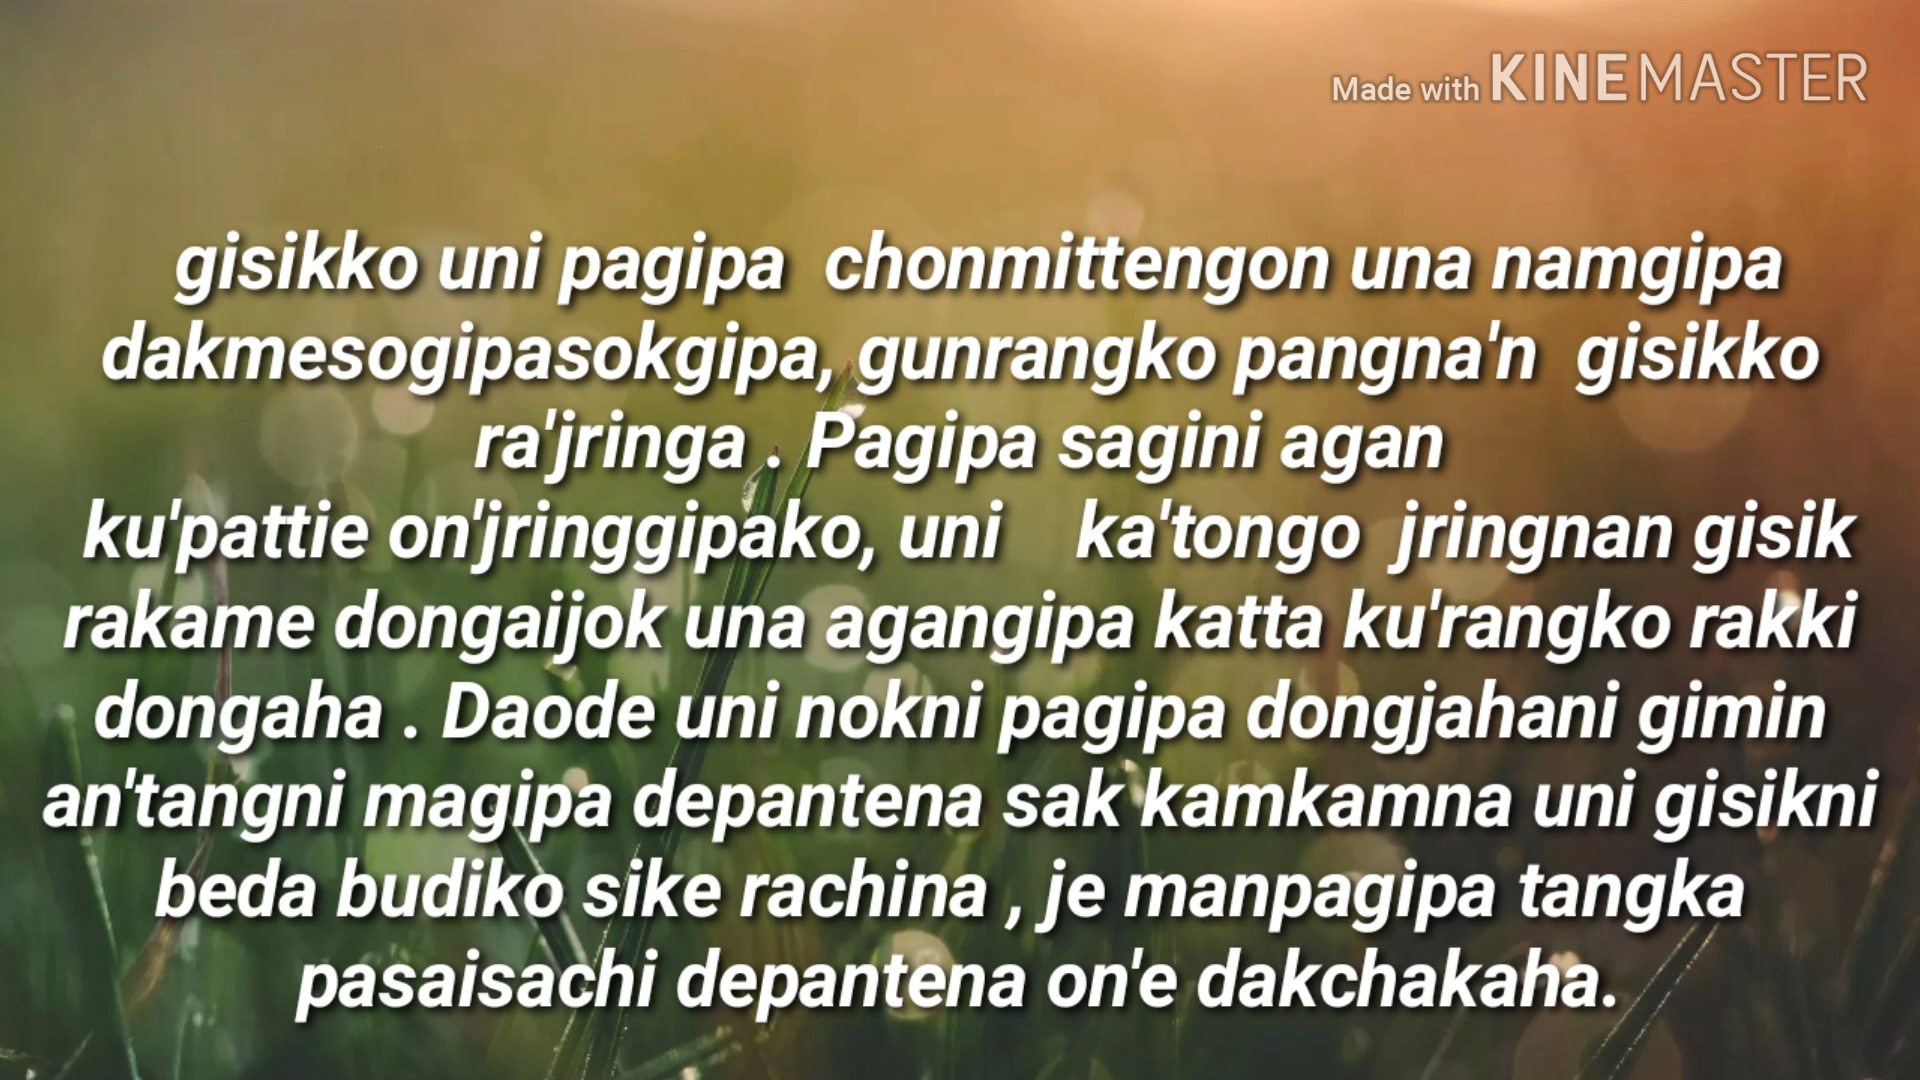 Made with KINEMASTER
gisikko uni pagipa chonmittengon una namgipa
dakmesogipasokgipa, gunrangko pangna'n gisikko
ra'jringa . Pagipa sagini agan
ku'pattie on'jringgipako, uni ka'tongo jringnan gisik
rakame dongaijok una agangipa katta ku'rangko rakki
dongaha . Daode uni nokni pagipa dongjahani gimin
an'tangni magipa depantena sak kamkamna uni gisikni
beda budiko sike rachina , je manpagipa tangka
pasaisachi depantena on'e dakchakaha.